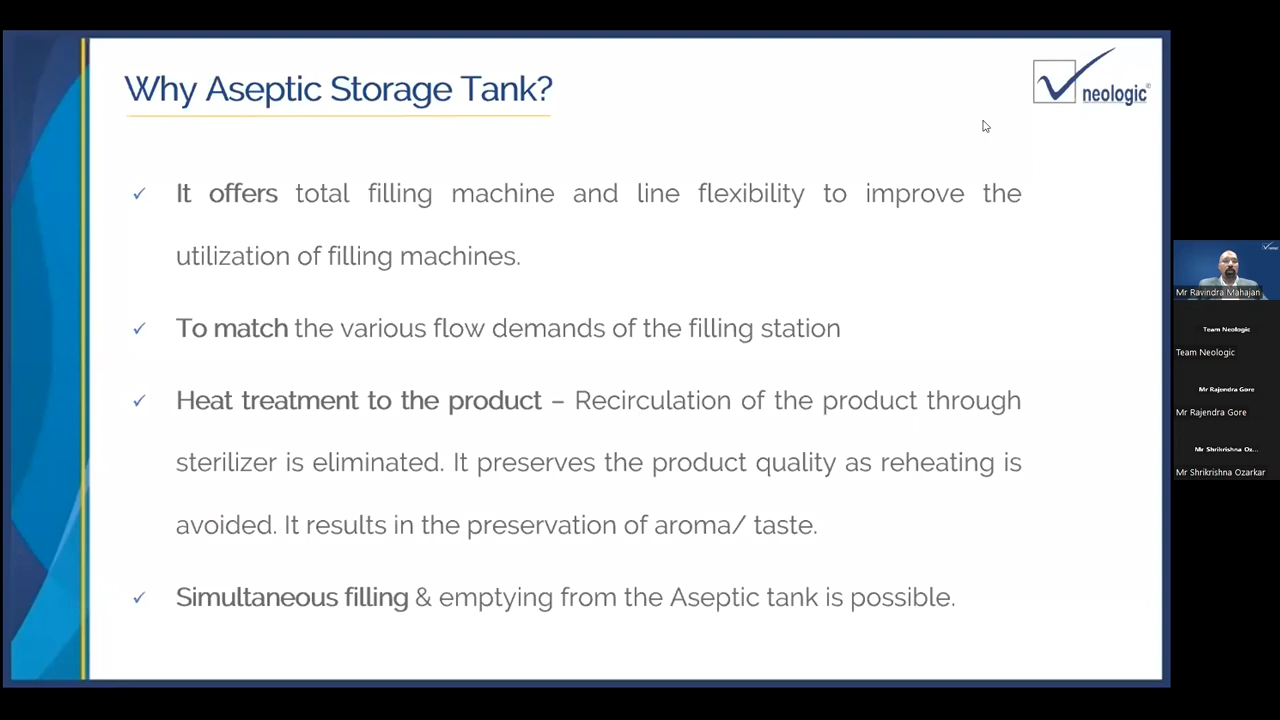 Why Aseptic Storage Tank?
neologic®
✓ It offers total filling machine and line flexibility to improve the
utilization of filling machines.
✓ To match the various flow demands of the filling station
✓ Heat treatment to the product – Recirculation of the product through
sterilizer is eliminated. It preserves the product quality as reheating is
avoided. It results in the preservation of aroma/ taste.
✓ Simultaneous filling & emptying from the Aseptic tank is possible.
Mr Ravindra Mahajan
Team Neologic
Team Neologic
Mr Rajendra Gore
Mr Rajendra Gore
Mr Shrikrishna Oz...
Mr Shrikrishna Ozarkar